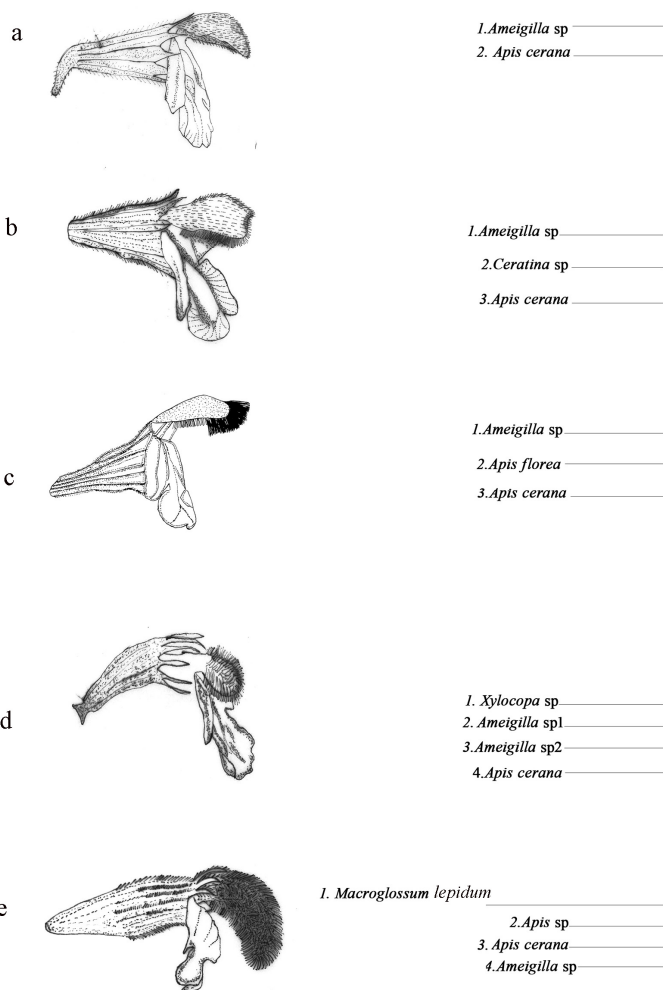 a
1.Ameigilla sp
2. Apis cerana
b
1.Ameigilla sp
2.Ceratina sp
3.Apis cerana
c
1.Ameigilla sp
2.Apis florea
3.Apis cerana
d
1. Xylocopa sp
2. Ameigilla sp1
3.Ameigilla sp2
4.Apis cerana
e
1. Macroglossum lepidum
2.Apis sp
3. Apis cerana
4.Ameigilla sp